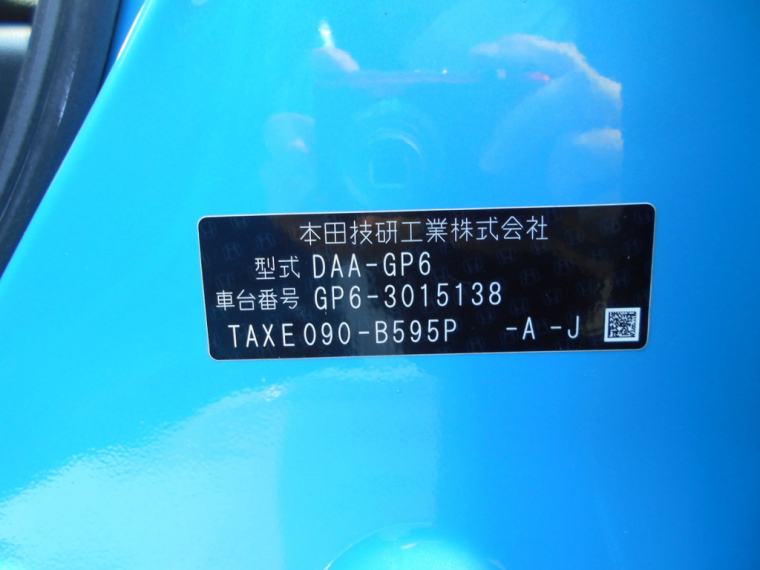 本田技研工業株式会社
型式 DAA-GP6
車台番号 GP6-3015138
TAXE090-B595P -A-J